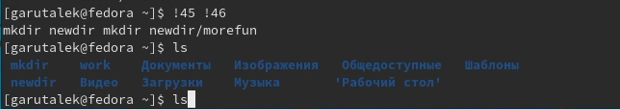 [garutalek@fedora ~]$ !45 !46
mkdir newdir mkdir newdir/morefun
[garutalek@fedora ~]$ ls
mkdir work Документы Изображения Общедоступные Шаблоны
newdir Видео Загрузки Музыка 'Рабочий стол'
[garutalek@fedora ~]$ ls